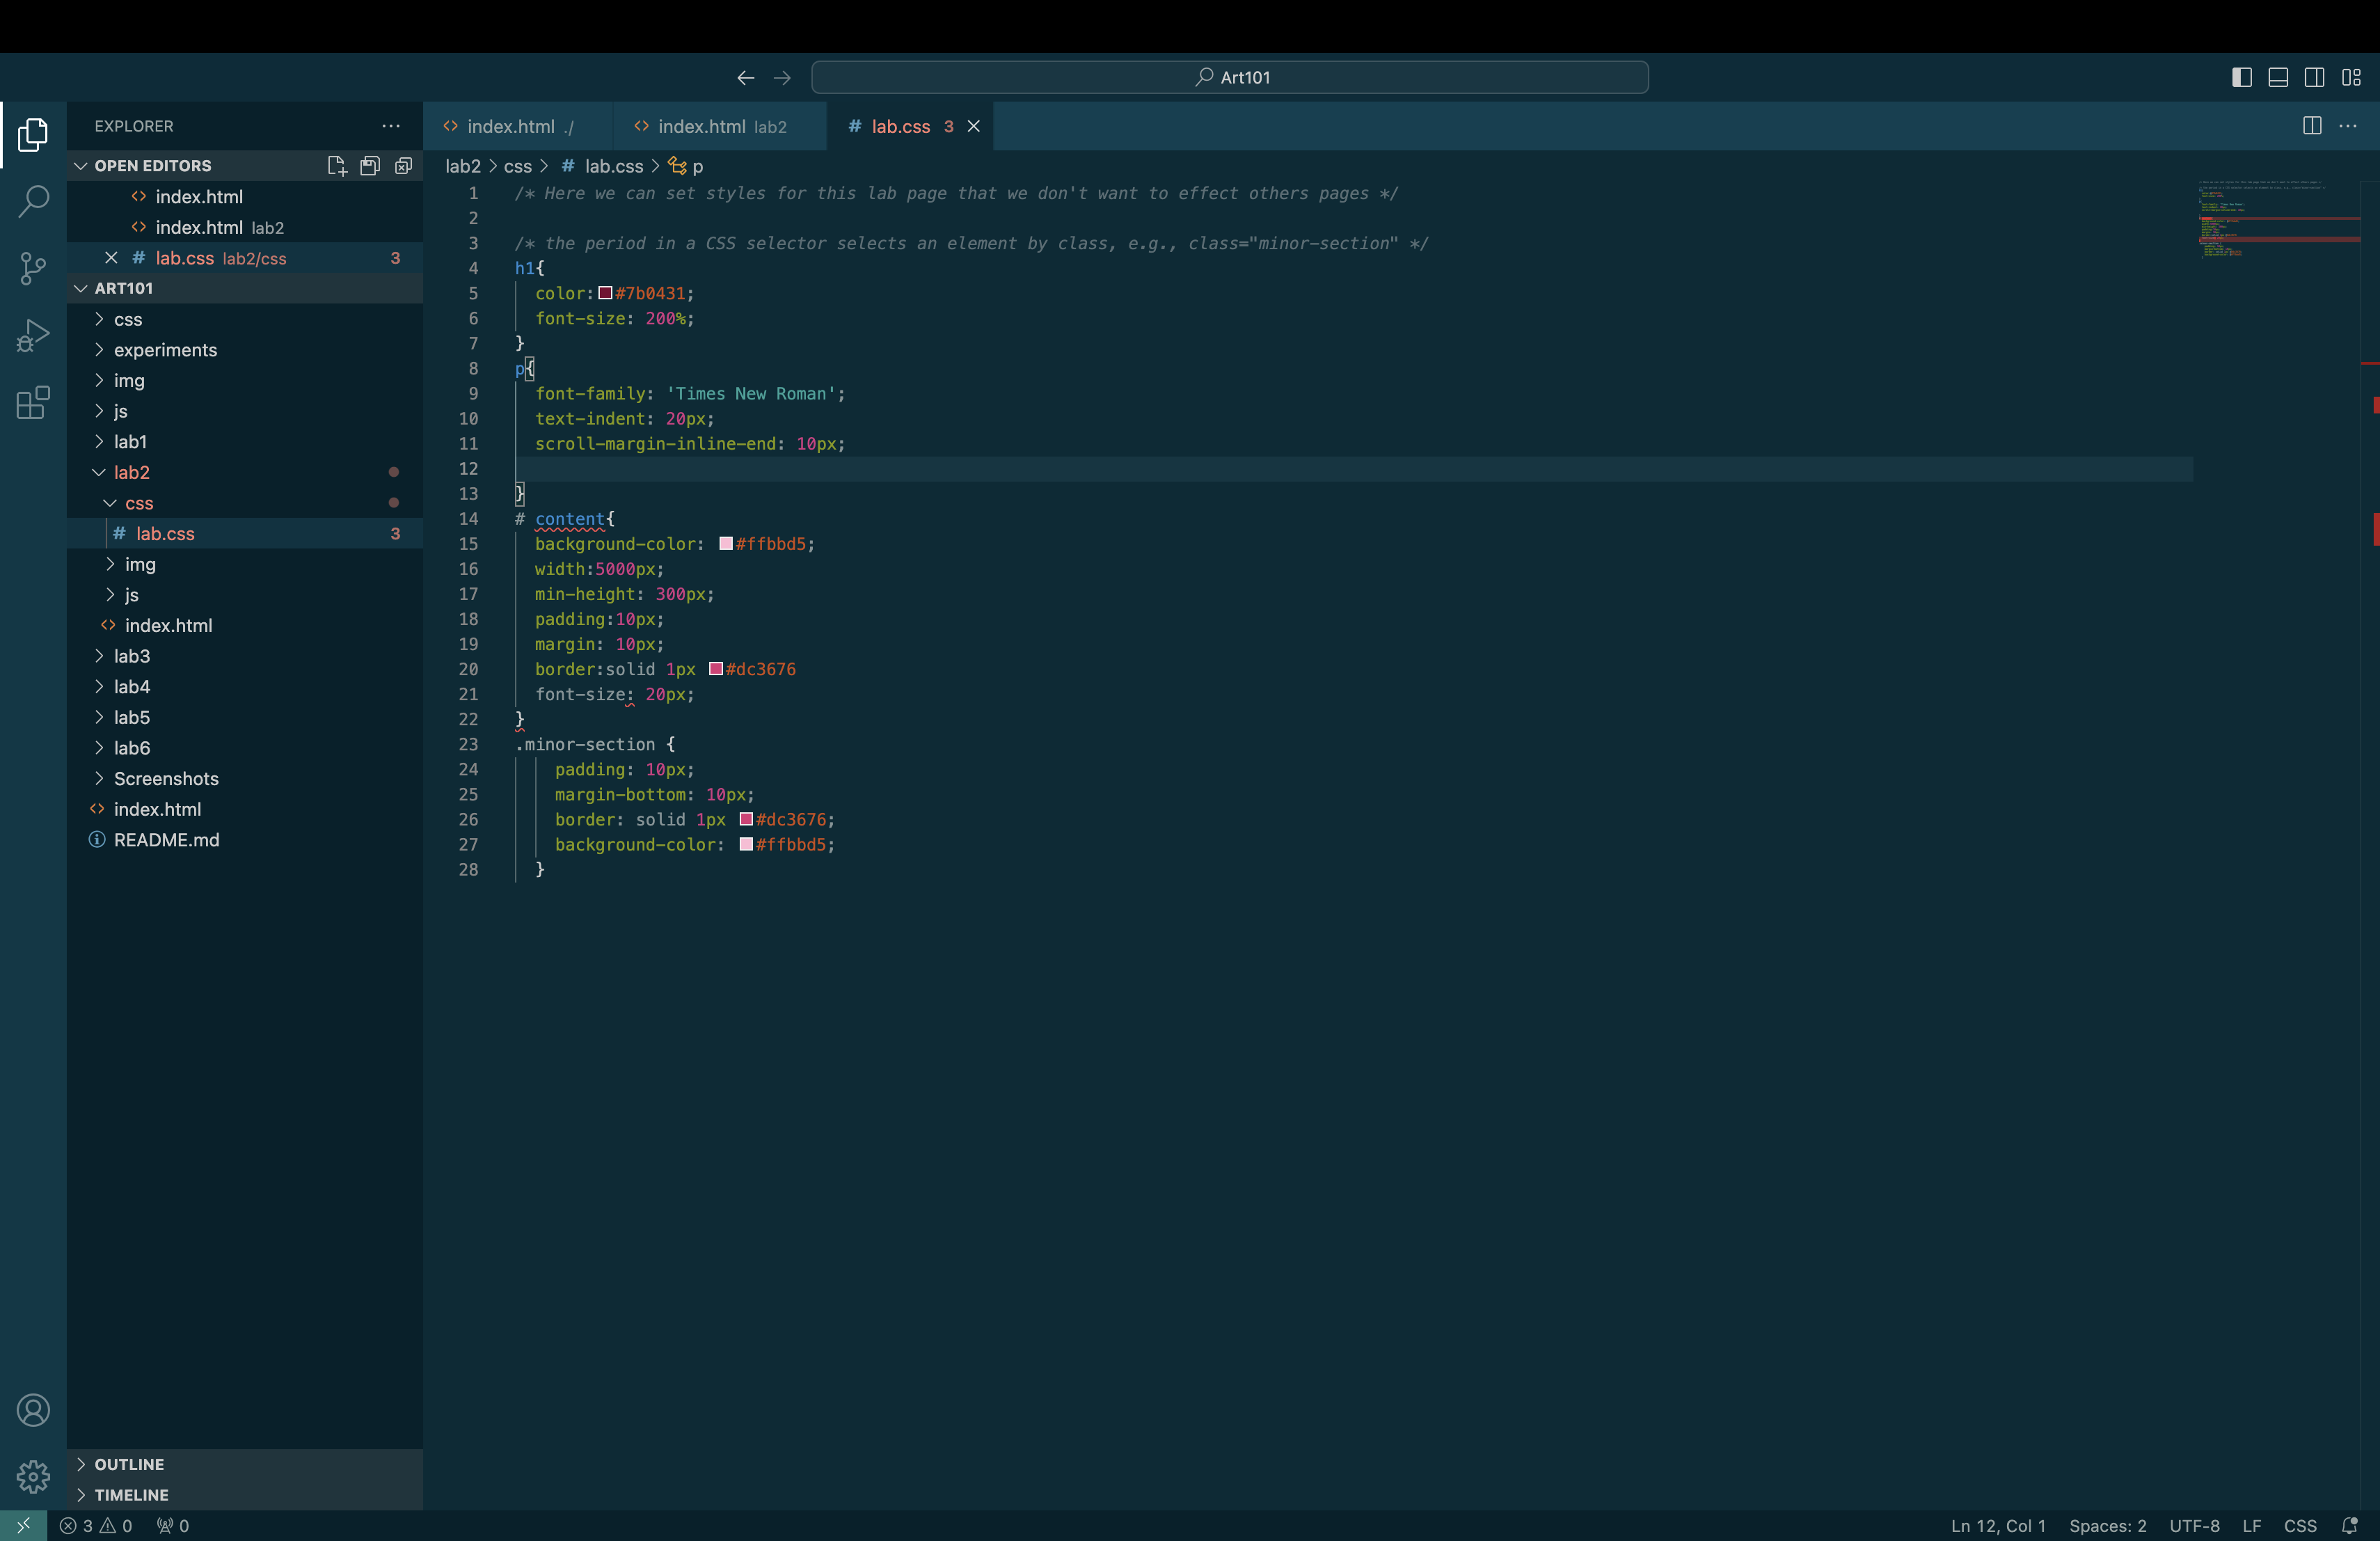 Art101
EXPLORER
index.html ./
index.html lab2
# lab.css 3
OPEN EDITORS
index.html
index.html lab2
# lab.css lab2/css 3
ART101
css
experiments
img
js
lab1
lab2
css
# lab.css 3
img
js
index.html
lab3
lab4
lab5
lab6
Screenshots
index.html
README.md
OUTLINE
TIMELINE
lab2 > css > # lab.css > p
1 /* Here we can set styles for this lab page that we don't want to effect others pages */
2
3 /* the period in a CSS selector selects an element by class, e.g., class="minor-section" */
4 h1{
5 color:#7b0431;
6 font-size: 200%;
7 }
8 p{
9 font-family: 'Times New Roman';
10 text-indent: 20px;
11 scroll-margin-inline-end: 10px;
12
13 }
14 # content{
15 background-color: #ffbbd5;
16 width:5000px;
17 min-height: 300px;
18 padding:10px;
19 margin: 10px;
20 border:solid 1px #dc3676
21 font-size: 20px;
22 }
23 .minor-section {
24 padding: 10px;
25 margin-bottom: 10px;
26 border: solid 1px #dc3676;
27 background-color: #ffbbd5;
28 }
3 0 0
Ln 12, Col 1 Spaces: 2 UTF-8 LF CSS